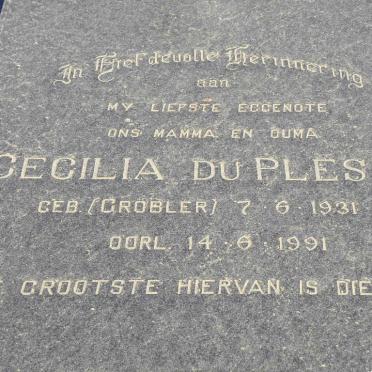 In Liefdevolle Herinnering
aan
MY LIEFSTE EGGENOTE
ONS MAMMA EN OUMA
CECILIA DU PLES
GEB. (GROBLER) 7·6·1931
OORL. 14·6·1991
GROOTSTE HIERVAN IS DIE